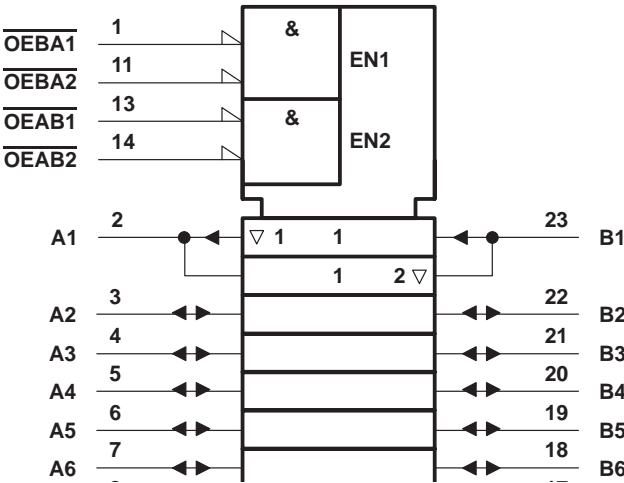 OEBA1 1 & EN1
OEBA2 11
OEAB1 13 & EN2
OEAB2 14
A1 2 ▽ 1 1 23 B1
1 2 ▽
A2 3 22 B2
A3 4 21 B3
A4 5 20 B4
A5 6 19 B5
A6 7 18 B6